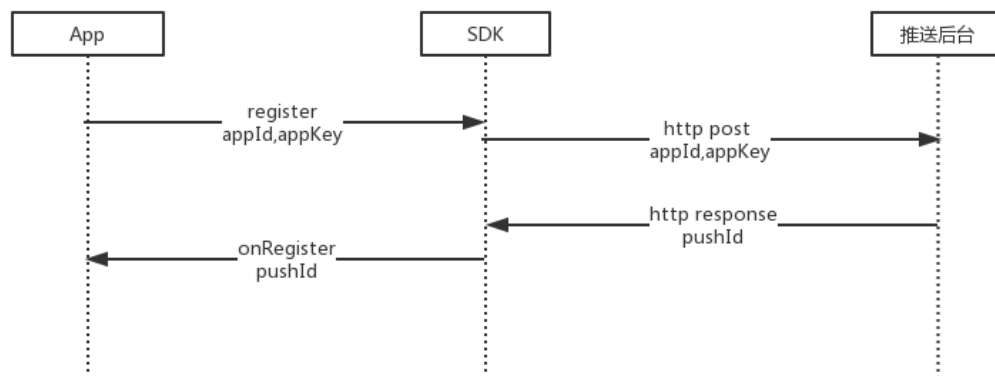 App
SDK
推送后台
register
appId,appKey
http post
appId,appKey
http response
pushId
onRegister
pushId